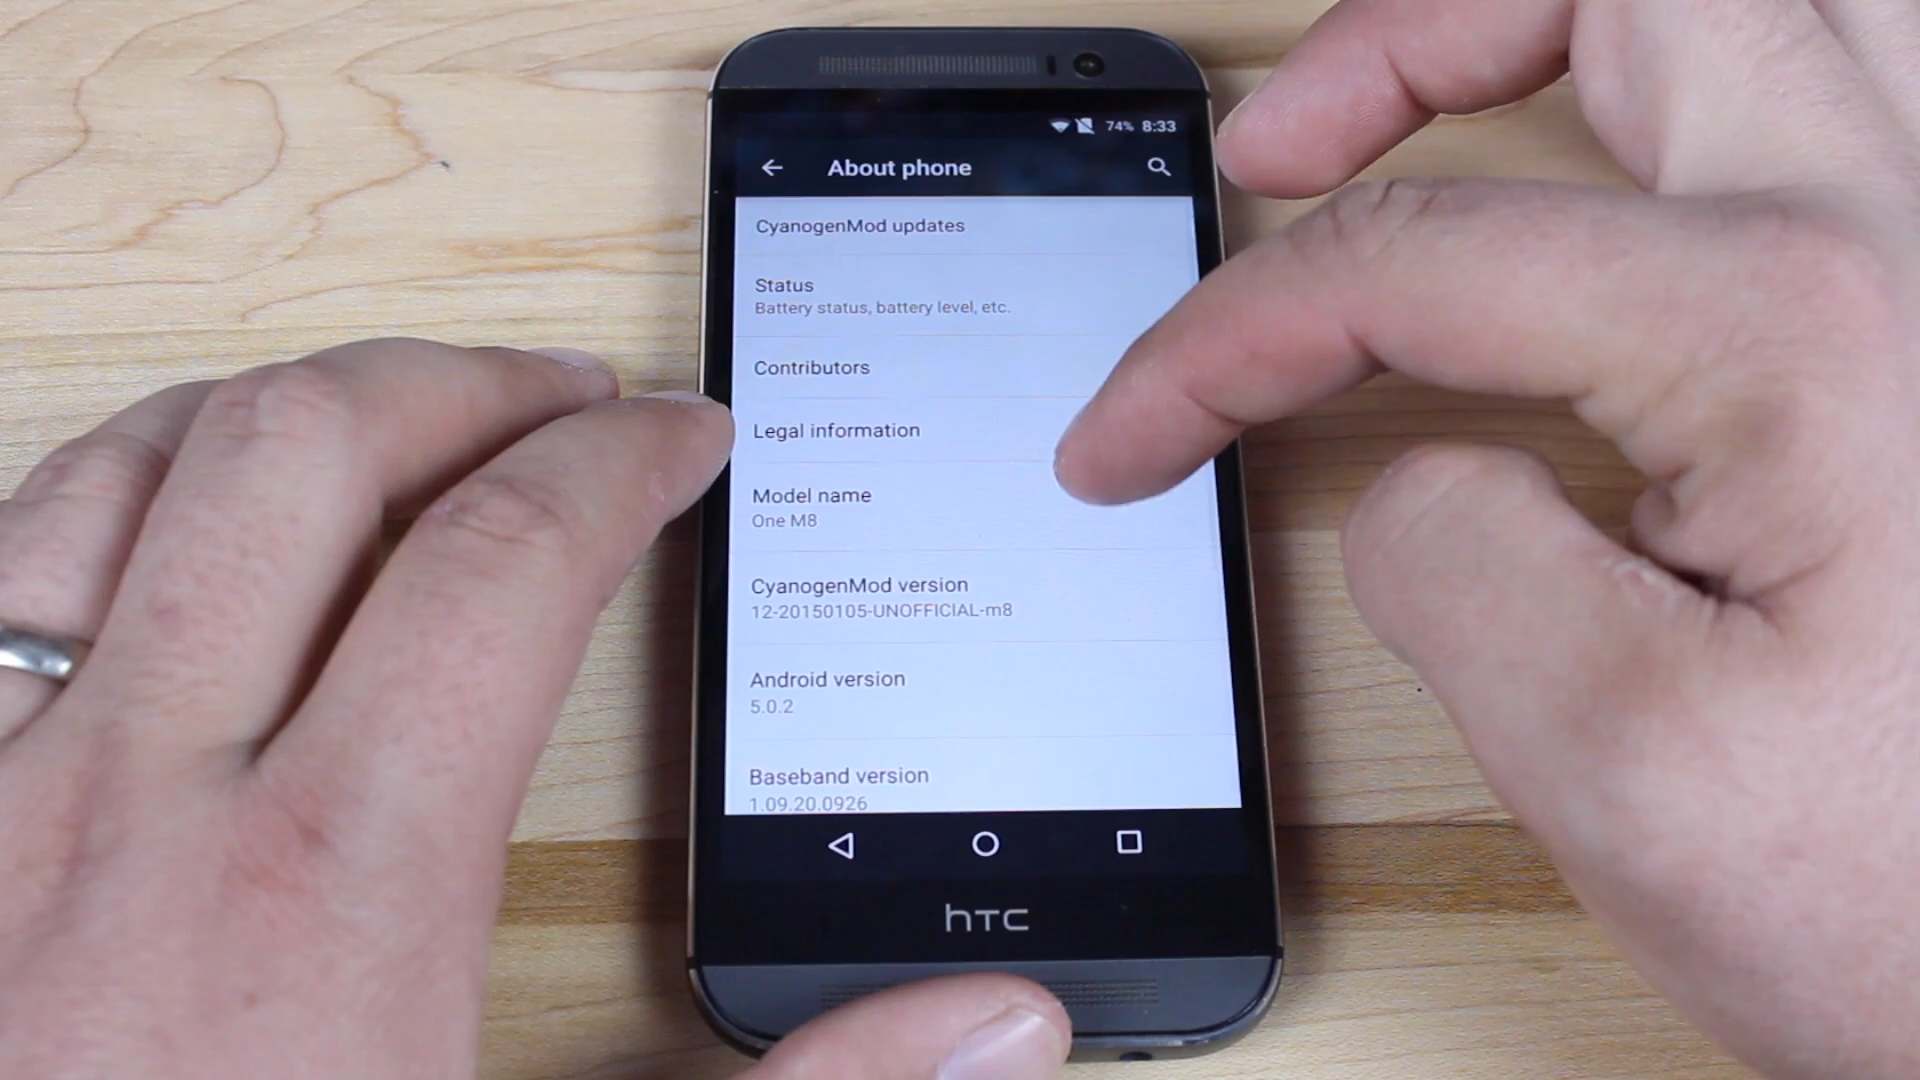 74% 8:33
About phone
CyanogenMod updates
Status
Battery status, battery level, etc.
Contributors
Legal information
Model name
One M8
CyanogenMod version
12-20150105-UNOFFICIAL-m8
Android version
5.0.2
Baseband version
1.09.20.0926
hTC